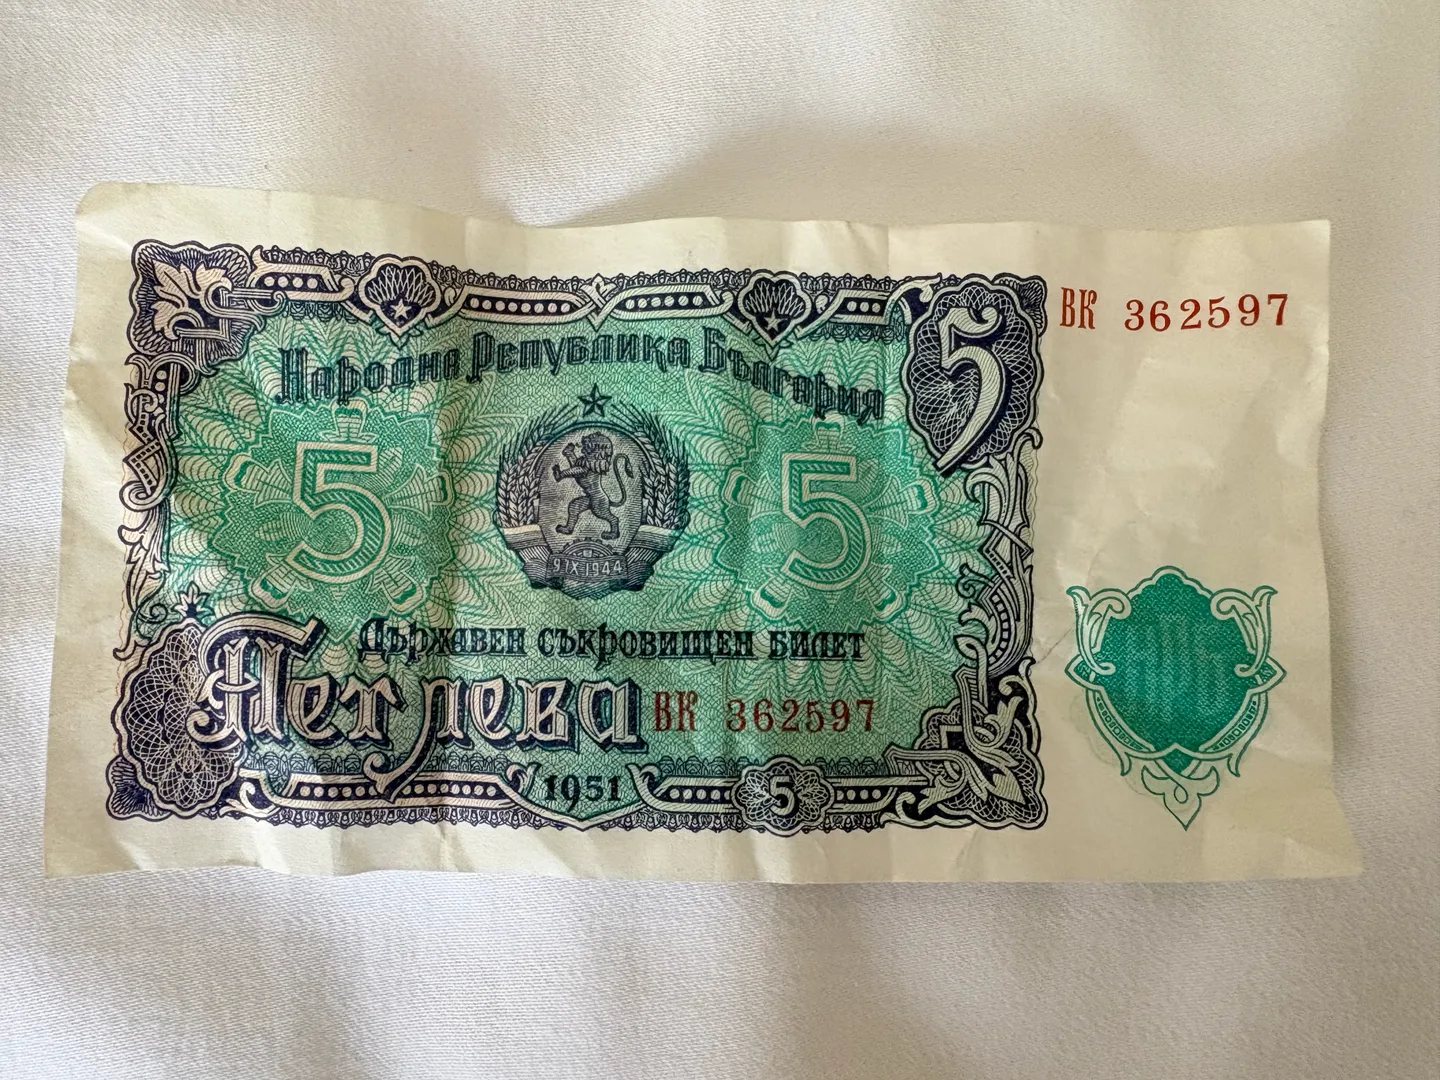 Народна Република България
5
ВК 362597
5
5
9·IX·1944
Държавен съкровищен билет
Пет лева
ВК 362597
1951
5